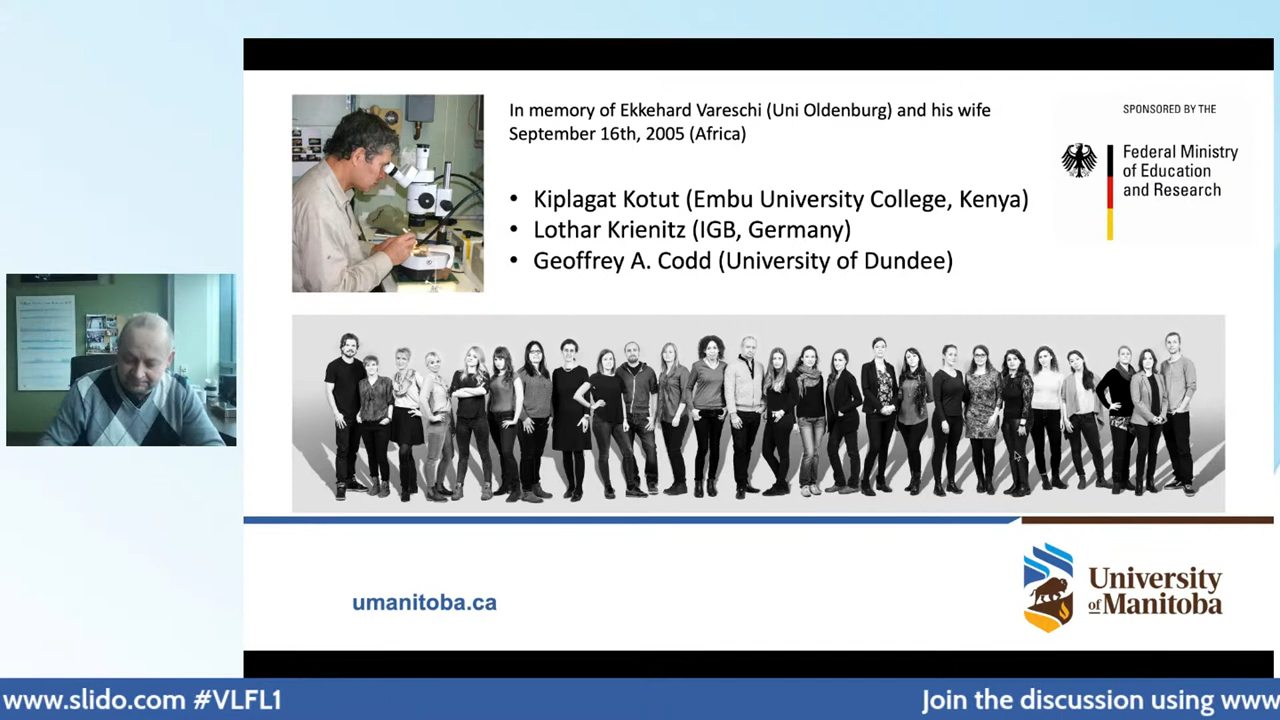 In memory of Ekkehard Vareschi (Uni Oldenburg) and his wife
September 16th, 2005 (Africa)
• Kiplagat Kotut (Embu University College, Kenya)
• Lothar Krienitz (IGB, Germany)
• Geoffrey A. Codd (University of Dundee)
SPONSORED BY THE
Federal Ministry
of Education
and Research
umanitoba.ca
University
of Manitoba
www.slido.com #VLFL1
Join the discussion using www